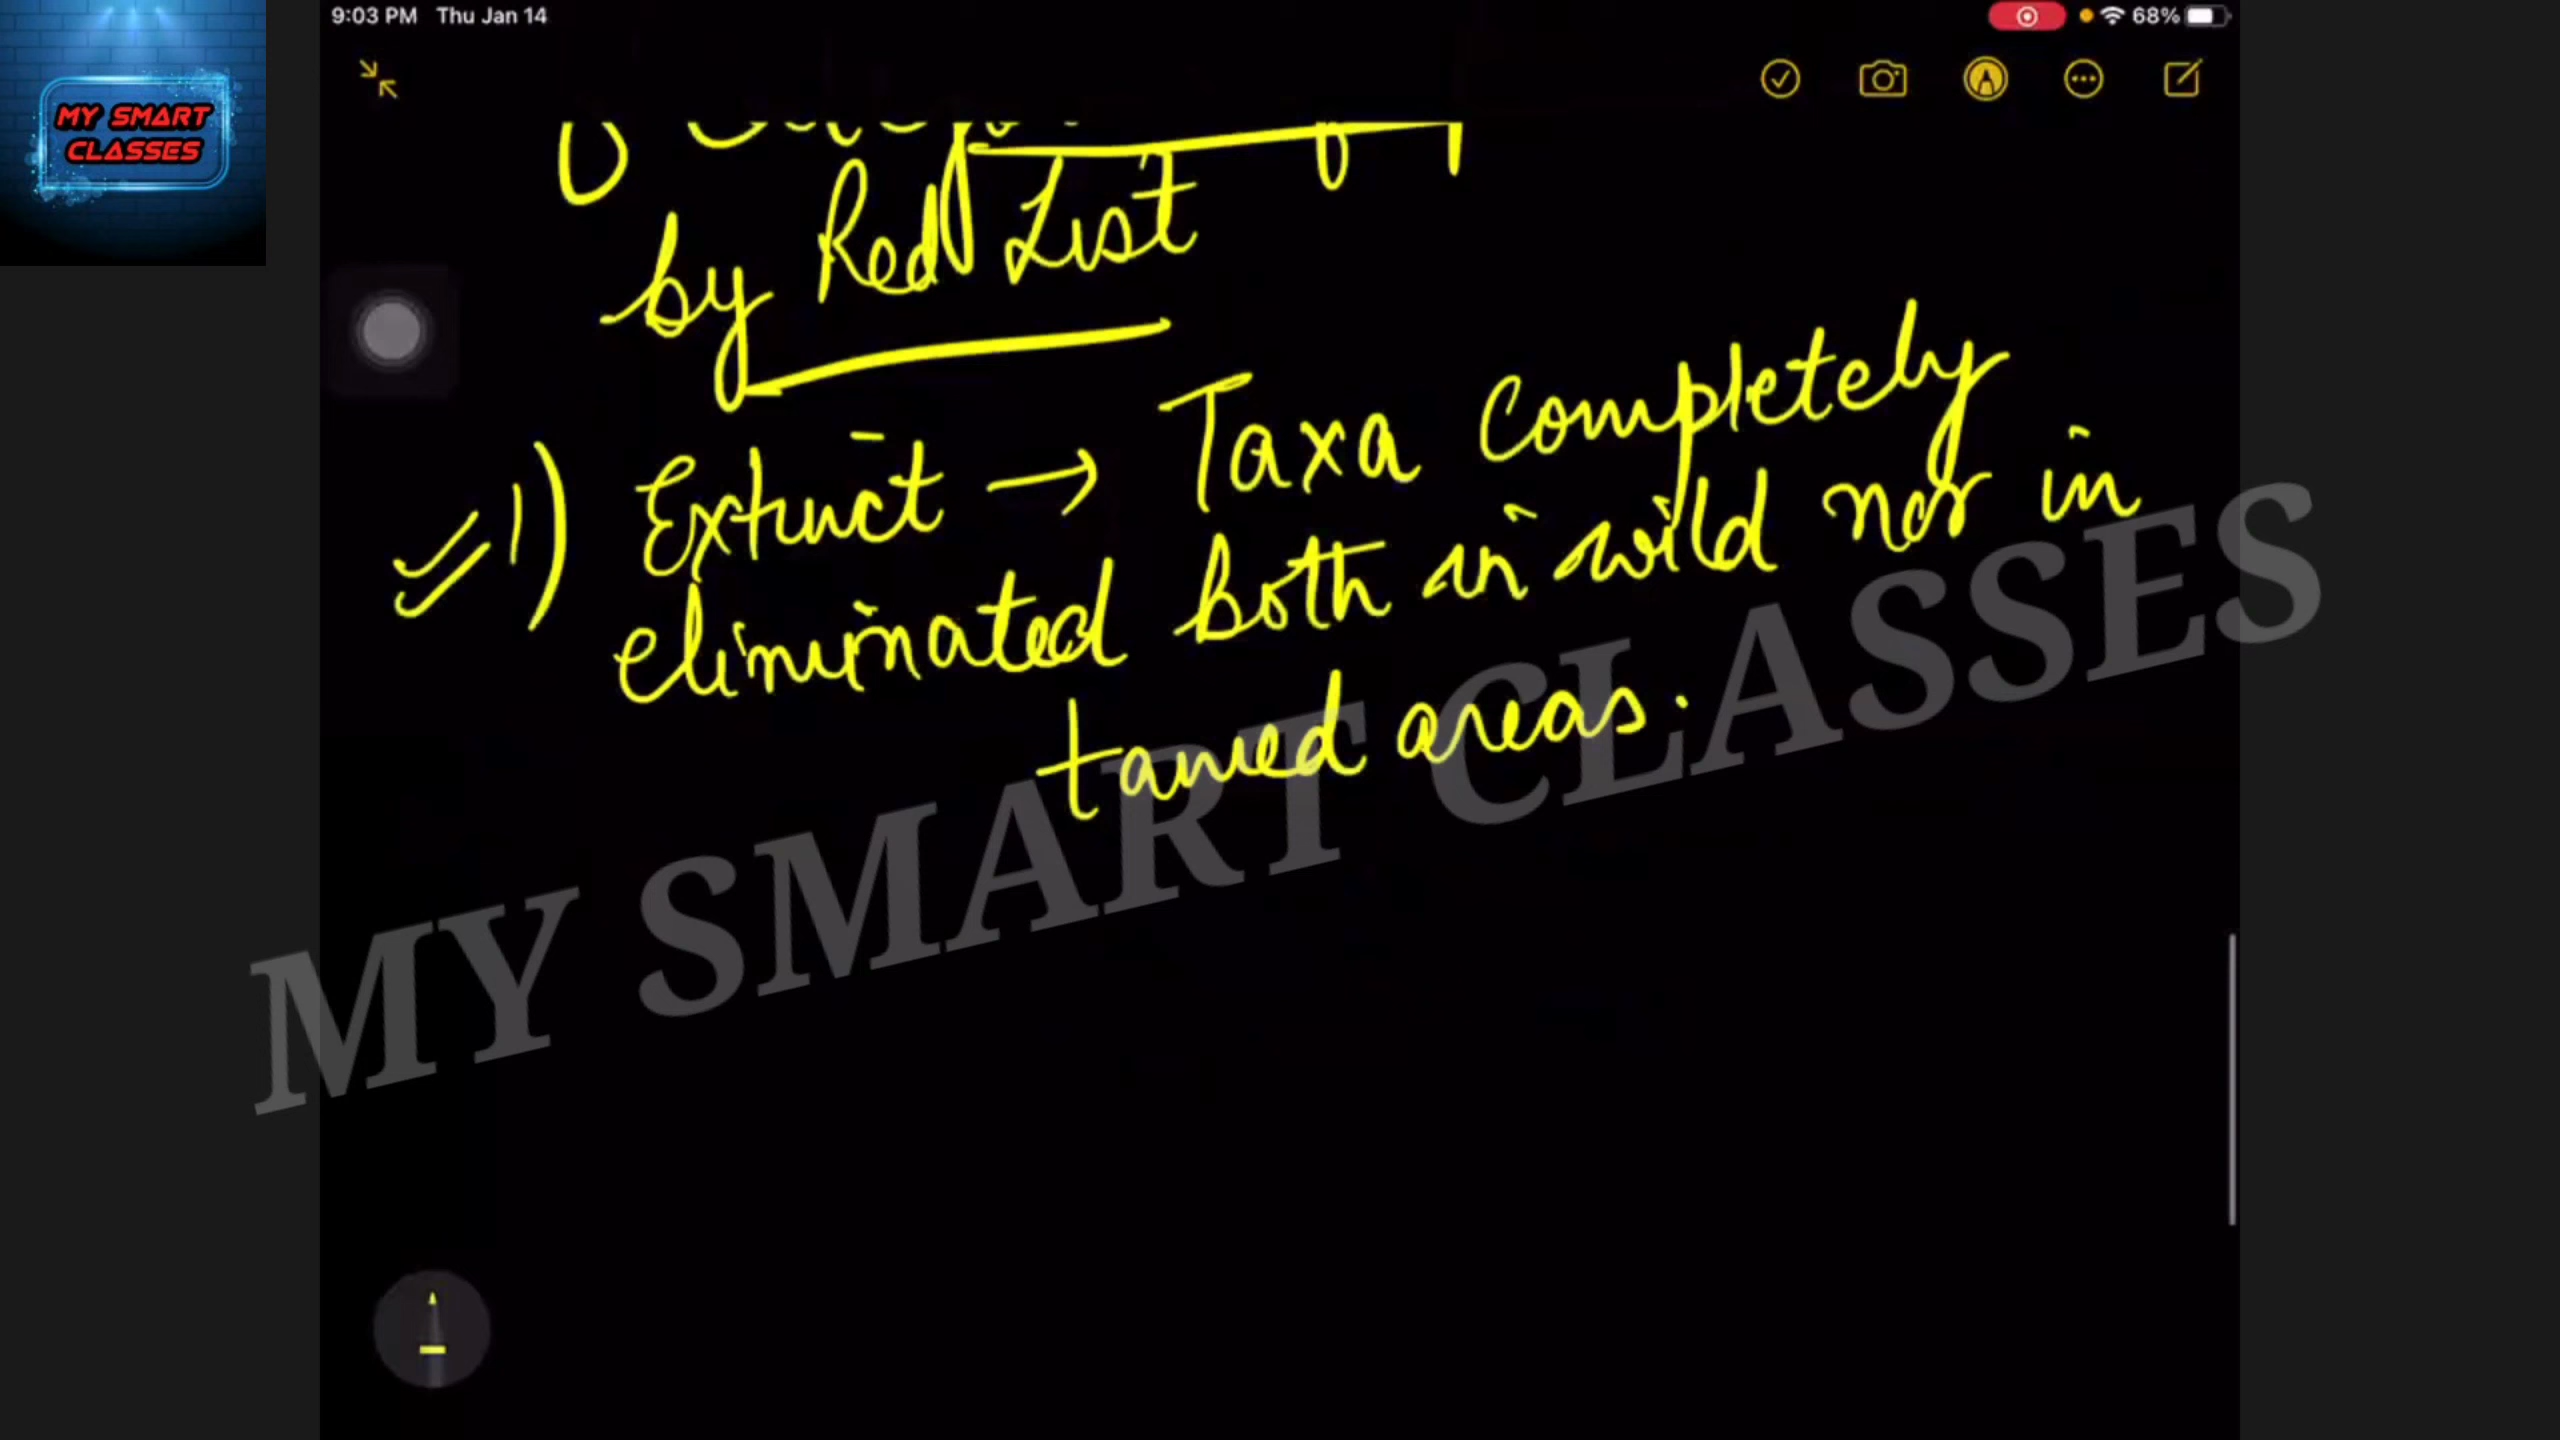 9:03 PM Thu Jan 14
68%
MY SMART
CLASSES
by Red List
1) Extinct → Taxa completely
eliminated both in wild nor in
tamed areas.
MY SMART CLASSES